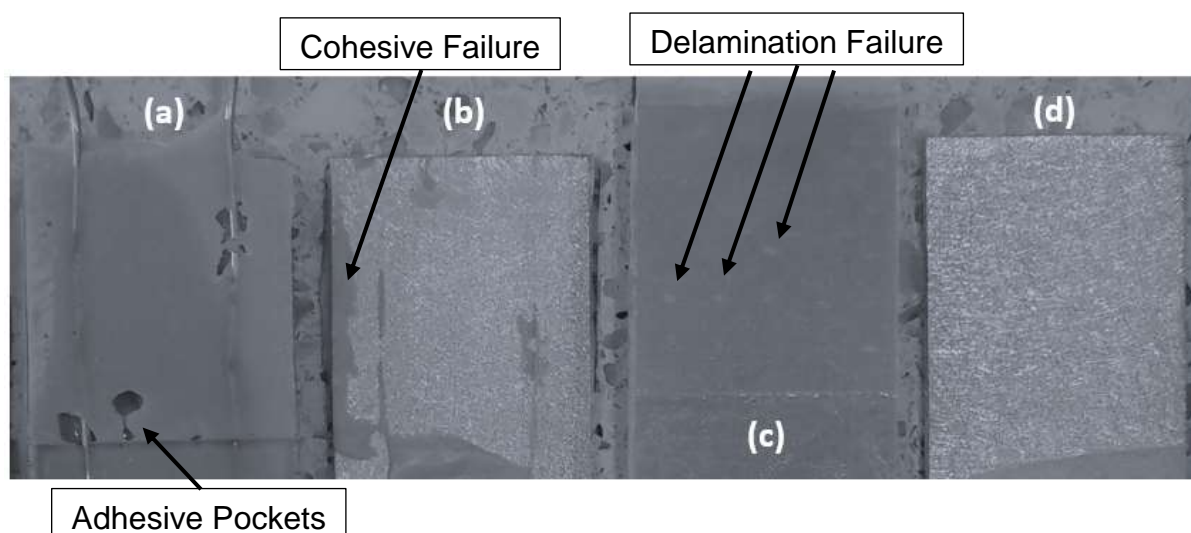 Cohesive Failure
Delamination Failure
(a)
(b)
(d)
(c)
Adhesive Pockets